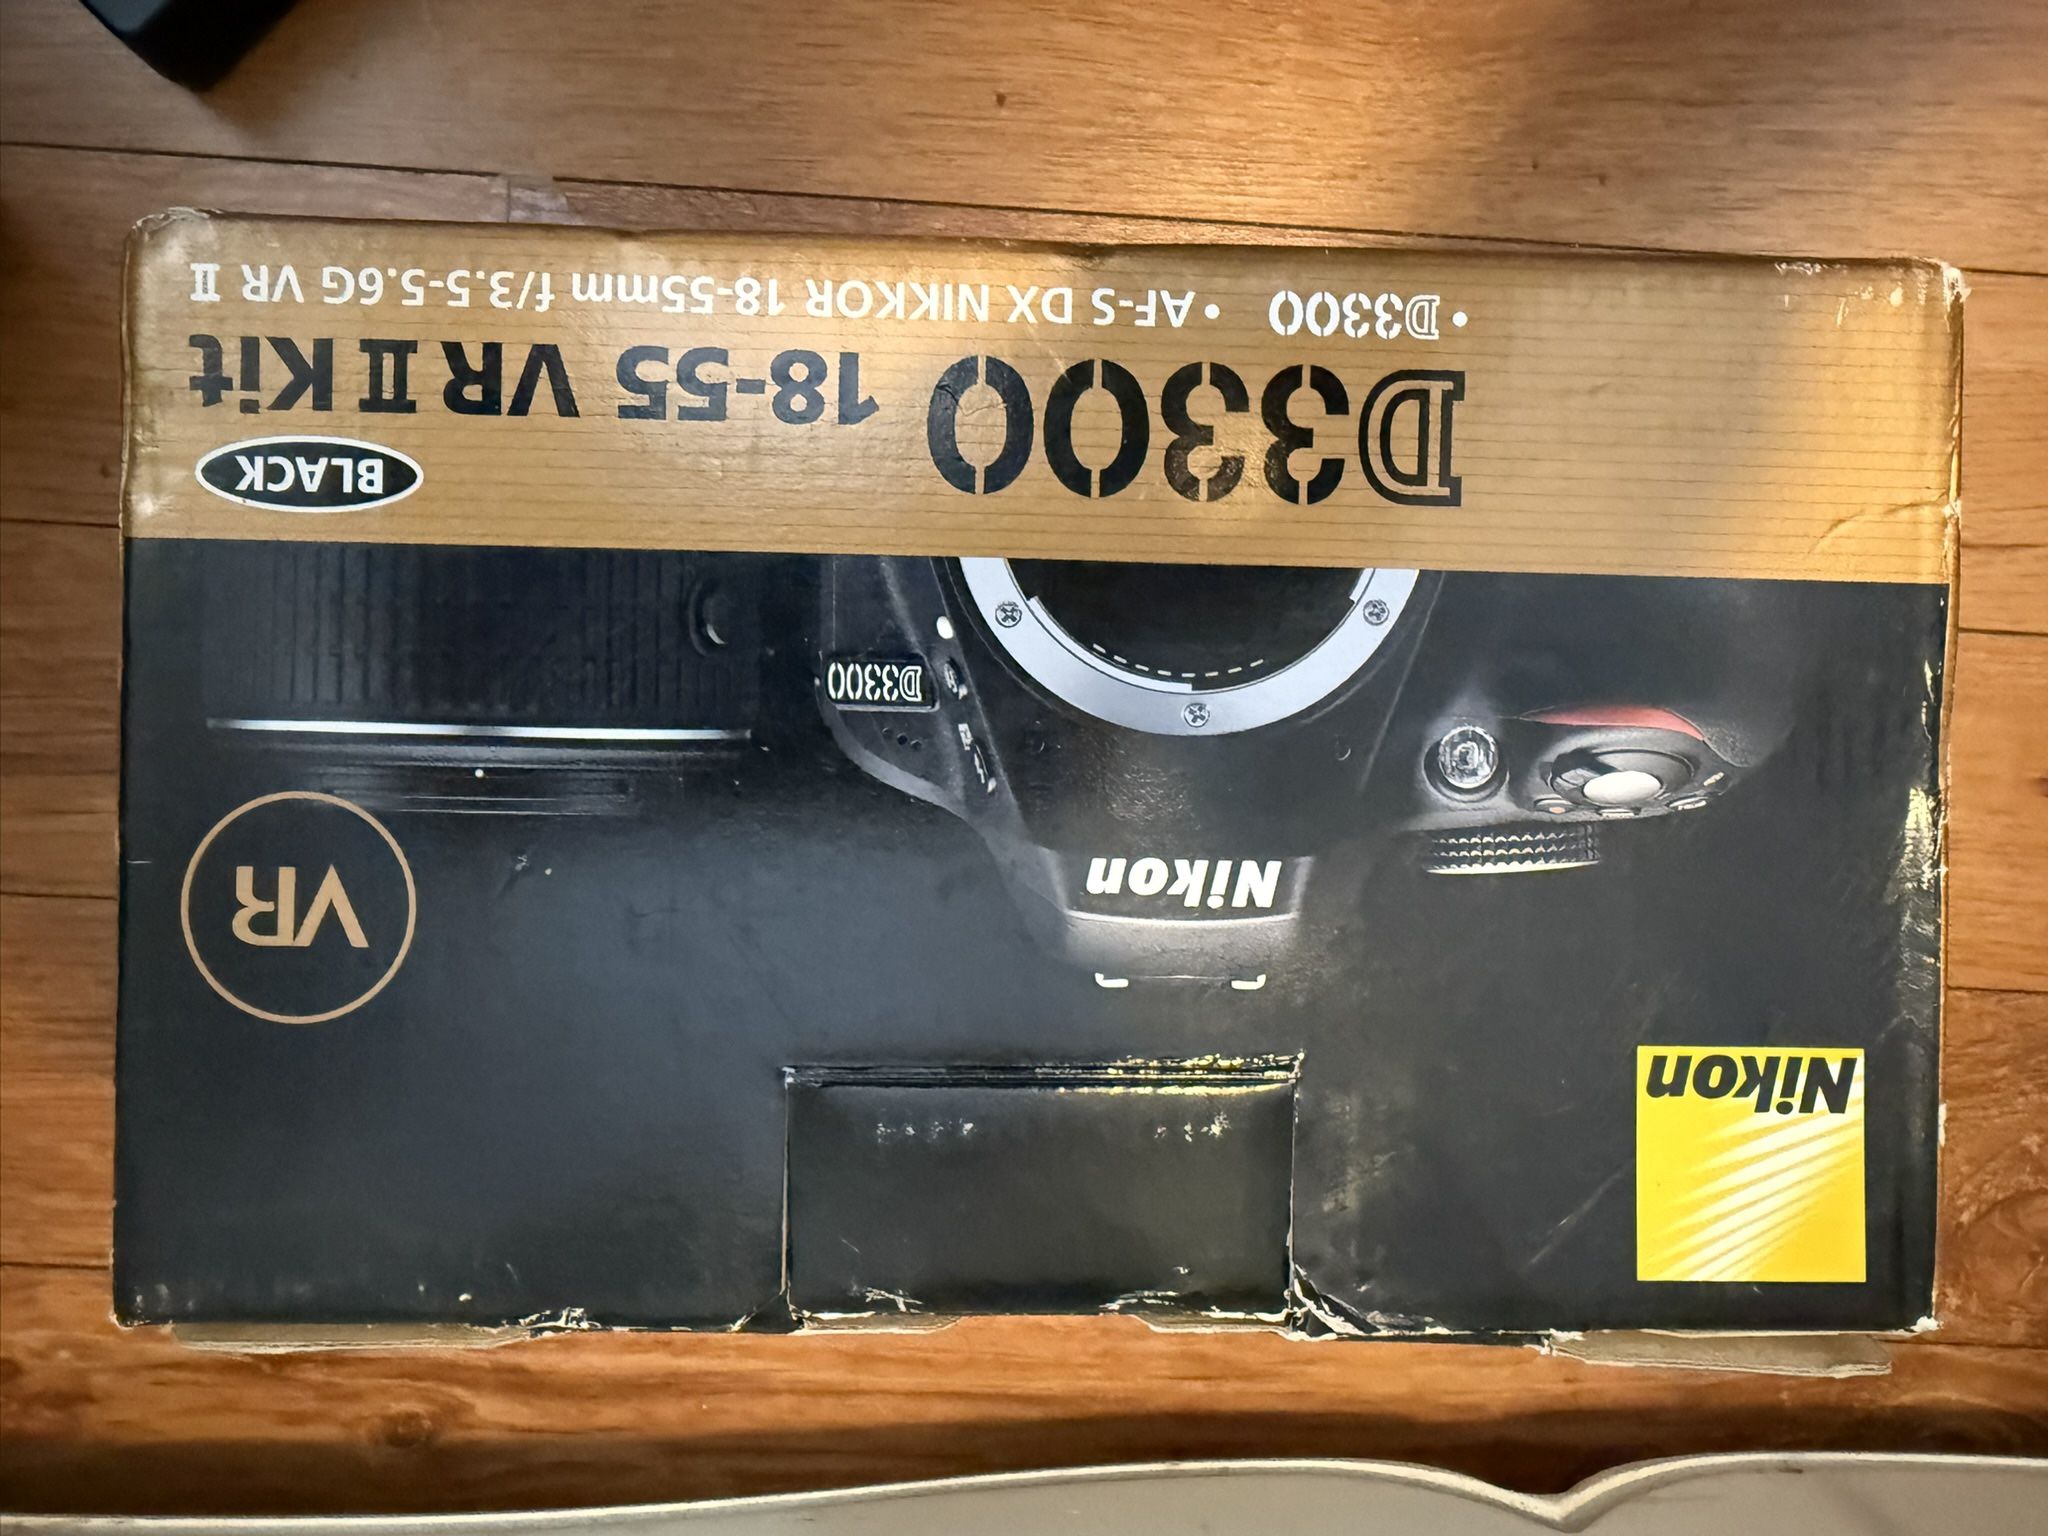 Nikon
VR
Nikon
D3300
BLACK
D3300 18-55 VR II Kit
• D3300 • AF-S DX NIKKOR 18-55mm f/3.5-5.6G VR II